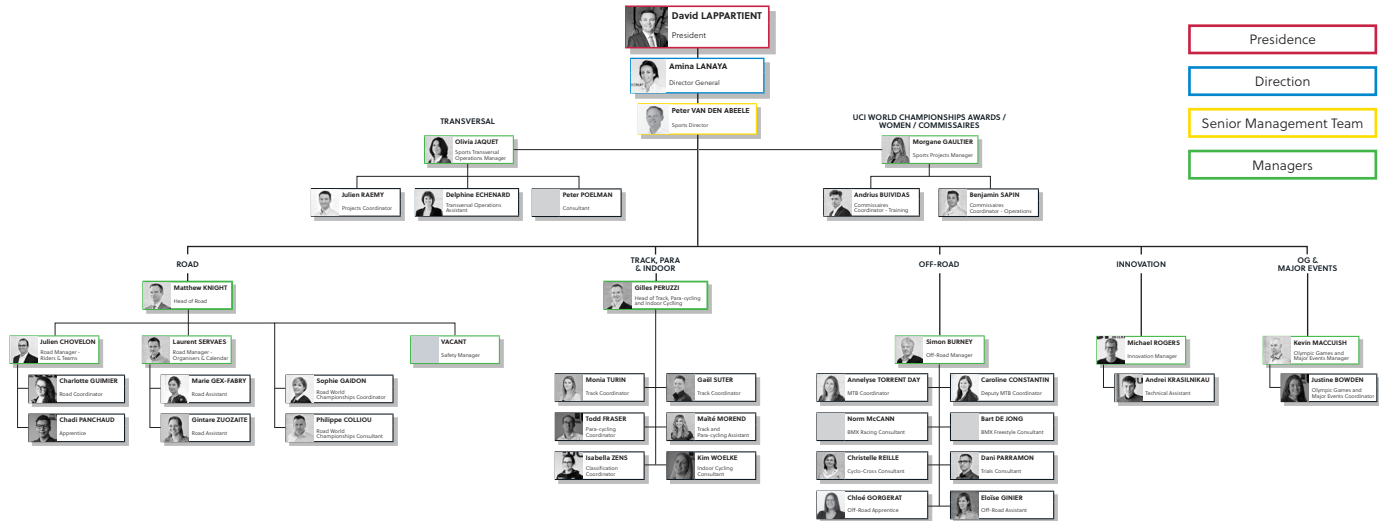 David LAPPARTIENT
President
Amina LANAYA
Director General
Peter VAN DEN ABEELE
Sports Director
Presidence
Direction
Senior Management Team
Managers
TRANSVERSAL
Olivia JAQUET
Sports Transversal
Operations Manager
UCI WORLD CHAMPIONSHIPS AWARDS /
WOMEN / COMMISSAIRES
Morgane GAULTIER
Sports Projects Manager
Julien RAEMY
Projects Coordinator
Delphine ECHENARD
Transversal Operations
Assistant
Peter POELMAN
Consultant
Andrius BUIVIDAS
Commissaires
Coordinator - Training
Benjamin SAPIN
Commissaires
Coordinator - Operations
ROAD
Matthew KNIGHT
Head of Road
Julien CHOVELON
Road Manager -
Riders & Teams
Laurent SERVAES
Road Manager -
Organisers & Calendar
VACANT
Safety Manager
Charlotte GUIMIER
Road Coordinator
Marie GEX-FABRY
Road Assistant
Sophie GAIDON
Road World
Championships Coordinator
Chadi PANCHAUD
Apprentice
Gintare ZUOZAITE
Road Assistant
Philippe COLLIOU
Road World
Championships Consultant
TRACK, PARA
& INDOOR
Gilles PERUZZI
Head of Track, Para-cycling
and Indoor Cycling
Monia TURIN
Track Coordinator
Gaël SUTER
Track Coordinator
Todd FRASER
Para-cycling
Coordinator
Maïté MOREND
Track and
Para-cycling Assistant
Isabella ZENS
Classification
Coordinator
Kim WOELKE
Indoor Cycling
Consultant
OFF-ROAD
Simon BURNEY
Off-Road Manager
Annelyse TORRENT DAY
MTB Coordinator
Caroline CONSTANTIN
Deputy MTB Coordinator
Norm McCANN
BMX Racing Consultant
Bart DE JONG
BMX Freestyle Consultant
Christelle REILLE
Cyclo-Cross Consultant
Dani PARRAMON
Trials Consultant
Chloé GORGERAT
Off-Road Apprentice
Eloïse GINIER
Off-Road Assistant
INNOVATION
Michael ROGERS
Innovation Manager
Andrei KRASILNIKAU
Technical Assistant
OG &
MAJOR EVENTS
Kevin MACCUISH
Olympic Games and
Major Events Manager
Justine BOWDEN
Olympic Games and
Major Events Coordinator